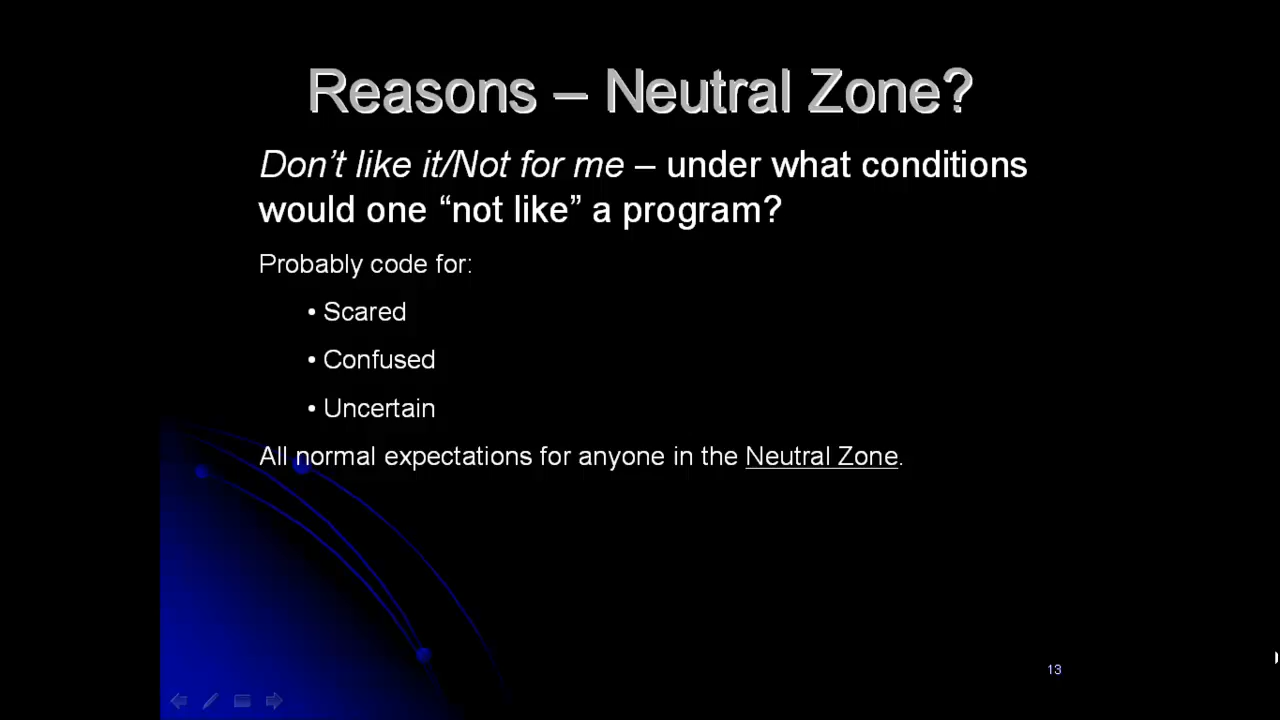 Reasons – Neutral Zone?
Don’t like it/Not for me – under what conditions
would one “not like” a program?
Probably code for:
• Scared
• Confused
• Uncertain
All normal expectations for anyone in the Neutral Zone.
13